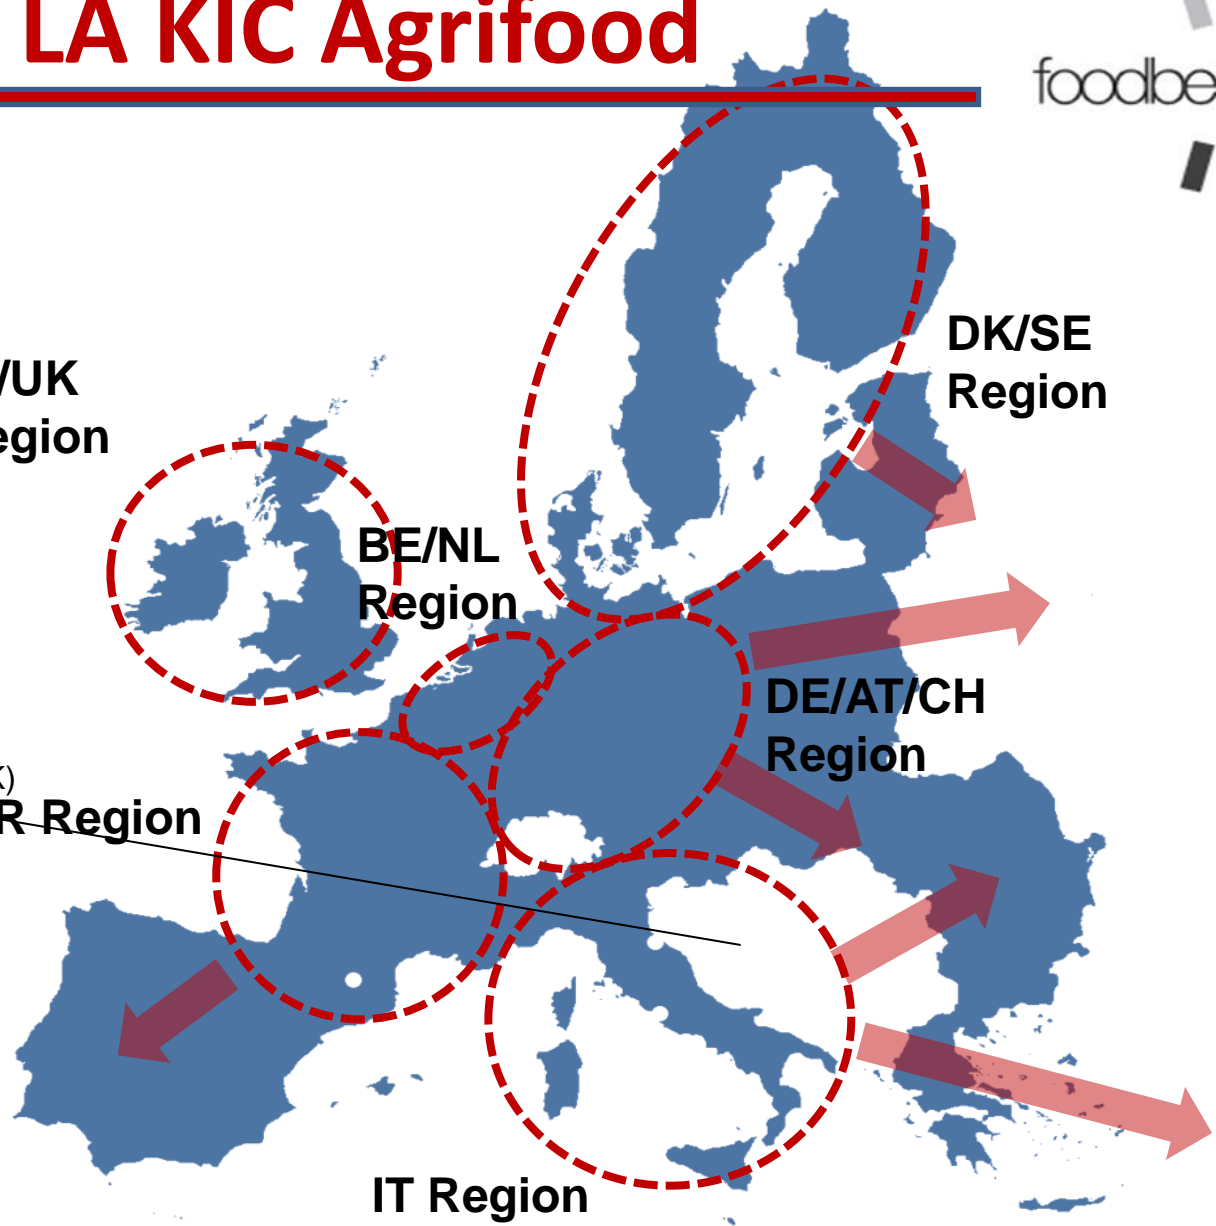 LA KIC Agrifood
foodbe
DK/SE
Region
/UK
egion
BE/NL
Region
DE/AT/CH
Region
K)
R Region
IT Region